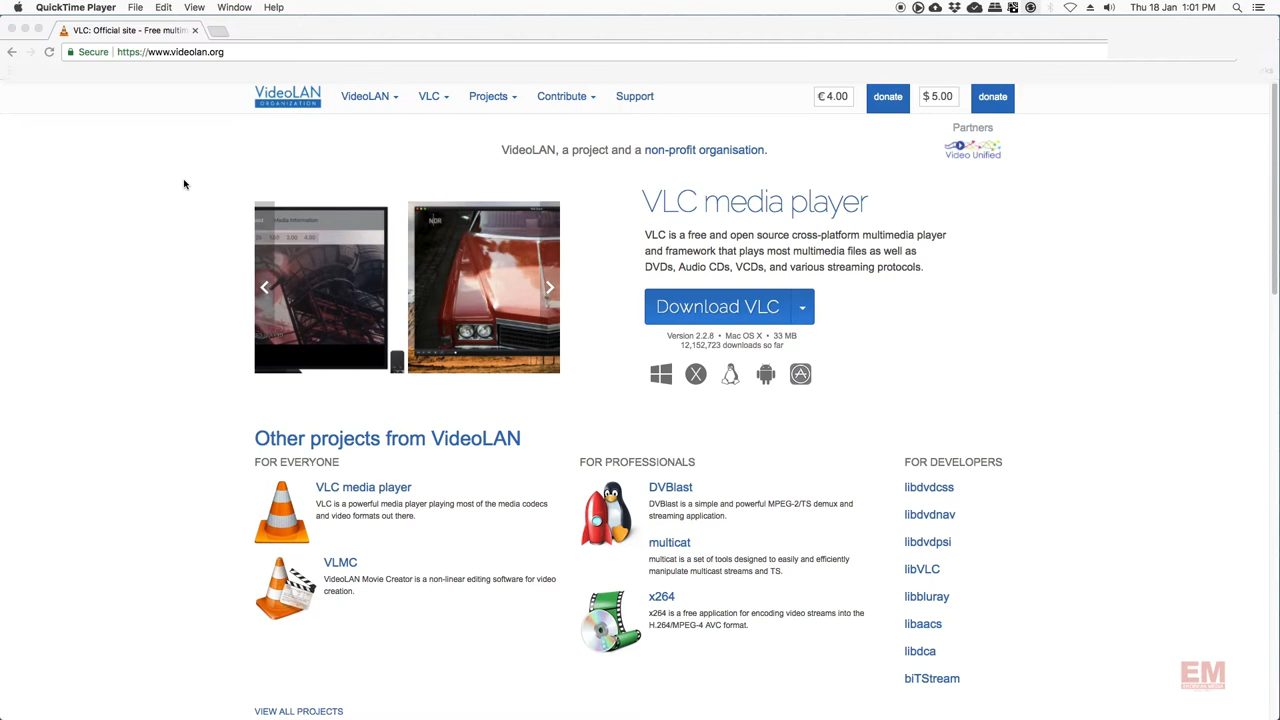 QuickTime Player File Edit View Window Help
Thu 18 Jan 1:01 PM
VLC: Official site - Free multim
Secure https://www.videolan.org
VideoLAN
ORGANIZATION
VideoLAN VLC Projects Contribute Support
€ 4.00 donate $ 5.00 donate
Partners
Video Unified
VideoLAN, a project and a non-profit organisation.
Media Information
NDR
VLC media player
VLC is a free and open source cross-platform multimedia player
and framework that plays most multimedia files as well as
DVDs, Audio CDs, VCDs, and various streaming protocols.
Download VLC
Version 2.2.8 • Mac OS X • 33 MB
12,152,723 downloads so far
Other projects from VideoLAN
FOR EVERYONE
VLC media player
VLC is a powerful media player playing most of the media codecs
and video formats out there.
VLMC
VideoLAN Movie Creator is a non-linear editing software for video
creation.
FOR PROFESSIONALS
DVBlast
DVBlast is a simple and powerful MPEG-2/TS demux and
streaming application.
multicat
multicat is a set of tools designed to easily and efficiently
manipulate multicast streams and TS.
x264
x264 is a free application for encoding video streams into the
H.264/MPEG-4 AVC format.
FOR DEVELOPERS
libdvdcss
libdvdnav
libdvdpsi
libVLC
libbluray
libaacs
libdca
biTStream
VIEW ALL PROJECTS
EM